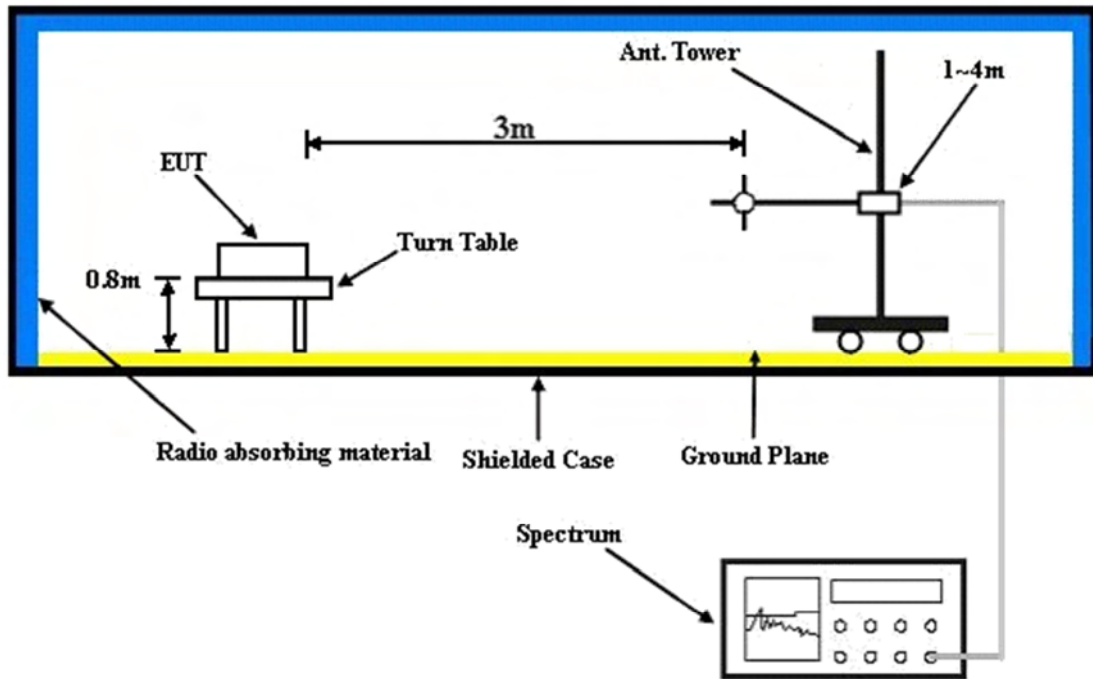 Ant. Tower
1~4m
3m
EUT
Turn Table
0.8m
Radio absorbing material
Shielded Case
Ground Plane
Spectrum